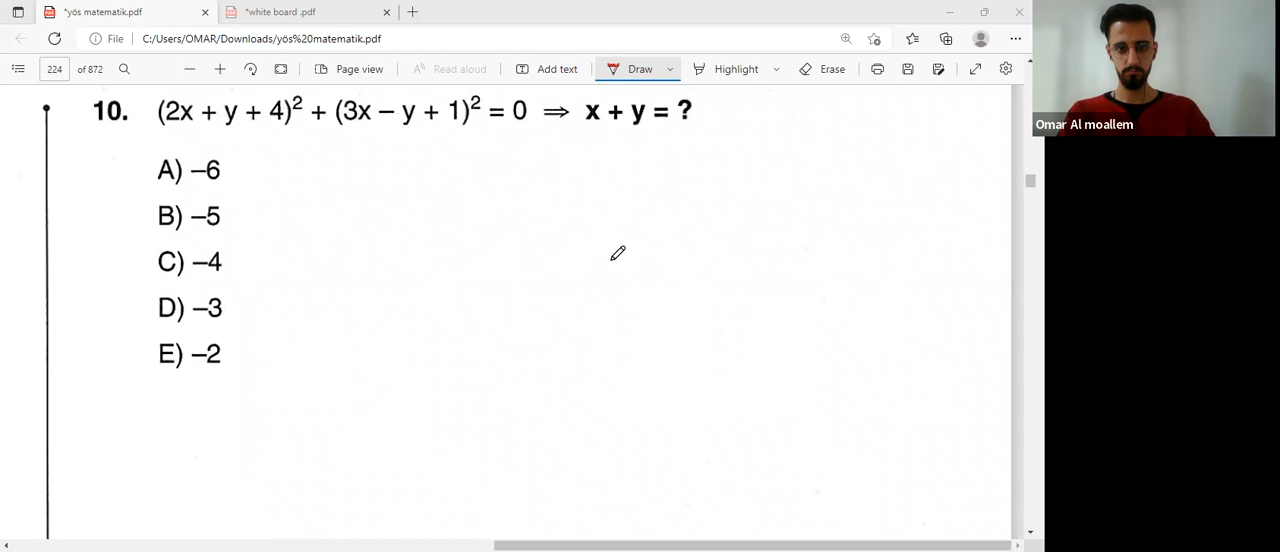 *yös matematik.pdf
*white board .pdf
File C:/Users/OMAR/Downloads/yös%20matematik.pdf
224 of 872 Page view Read aloud Add text Draw Highlight Erase
10. (2x + y + 4)² + (3x – y + 1)² = 0 ⇒ x + y = ?
A) –6
B) –5
C) –4
D) –3
E) –2
Omar Al moallem